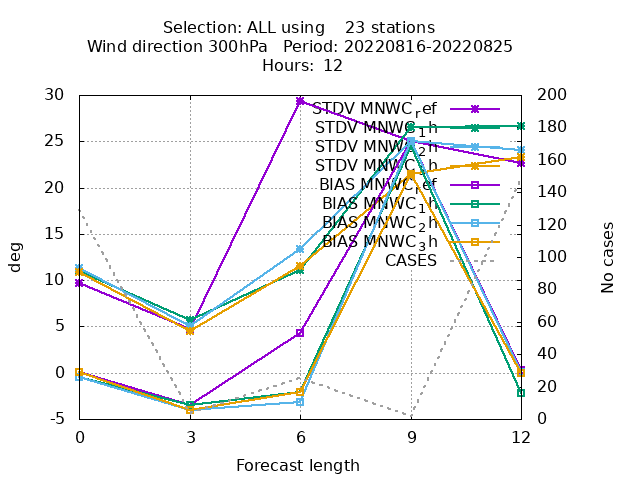 Selection: ALL using 23 stations
Wind direction 300hPa Period: 20220816-20220825
Hours: 12
30
25
20
15
10
5
0
-5
deg
200
180
160
140
120
100
80
60
40
20
0
No cases
STDV MNWC_ref
STDV MNWC_1h
STDV MNWC_2h
STDV MNWC_3h
BIAS MNWC_ref
BIAS MNWC_1h
BIAS MNWC_2h
BIAS MNWC_3h
CASES
0 3 6 9 12
Forecast length